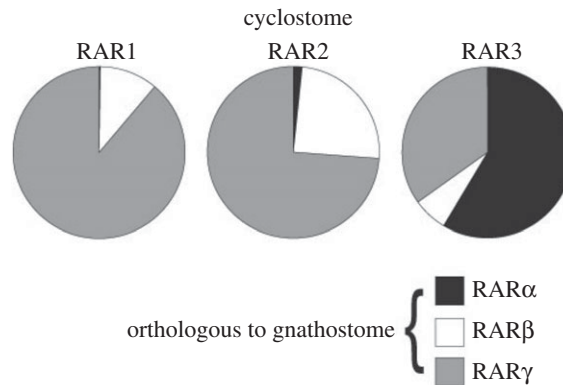 cyclostome
RAR1 RAR2 RAR3
RARα
orthologous to gnathostome { RARβ
RARγ